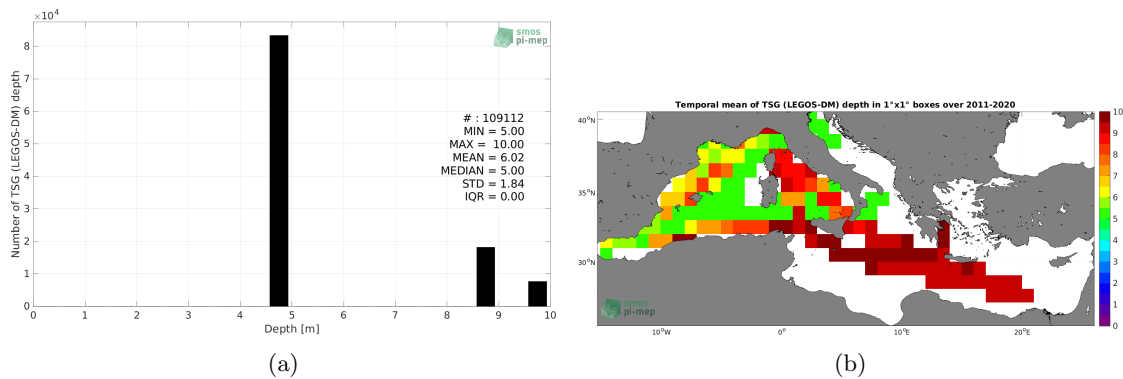 ×10⁴
9
8
7
6
5
4
3
2
1
0
Number of TSG (LEGOS-DM) depth
smos
pi-mep
# : 109112
MIN = 5.00
MAX = 10.00
MEAN = 6.02
MEDIAN = 5.00
STD = 1.84
IQR = 0.00
0 1 2 3 4 5 6 7 8 9 10
Depth [m]
(a)
Temporal mean of TSG (LEGOS-DM) depth in 1°x1° boxes over 2011-2020
40°N
35°N
30°N
10°W
0°
10°E
20°E
smos
pi-mep
10
9
8
7
6
5
4
3
2
1
0
(b)